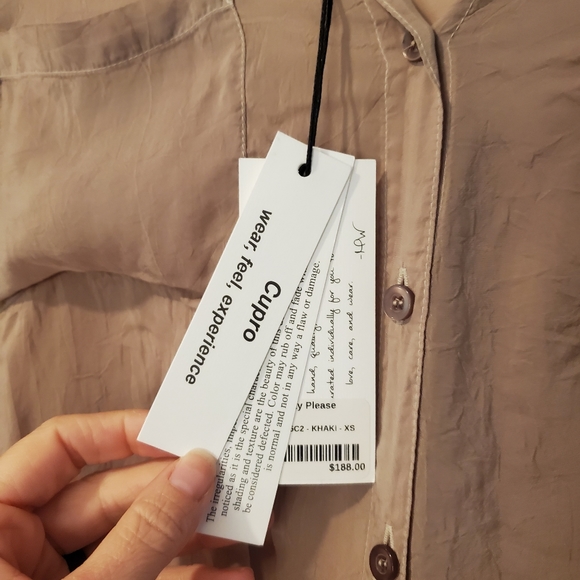 Cupro
wear, feel, experience
The irregularities,
noticed as it is the special
shading and texture are the beauty of this
be considered defected. Color may rub off and fade
is normal and not in any way a flaw or damage.
hand,
individually for you to
love, care, and wear.
-HPW
Please
C2 - KHAKI - XS
$188.00